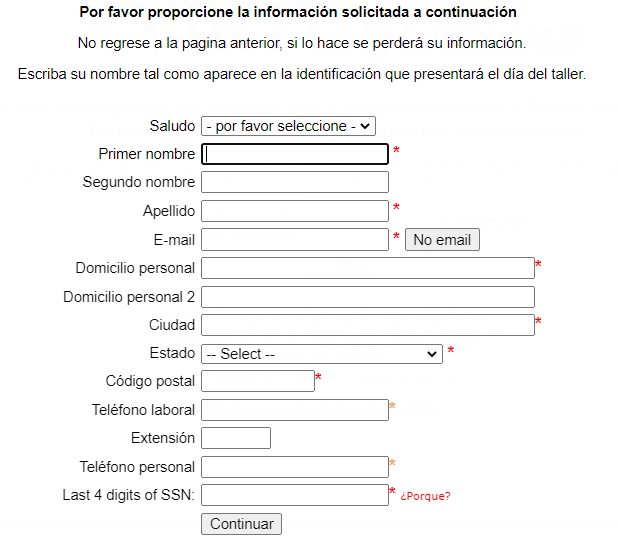 Por favor proporcione la información solicitada a continuación
No regrese a la pagina anterior, si lo hace se perderá su información.
Escriba su nombre tal como aparece en la identificación que presentará el día del taller.
Saludo - por favor seleccione -
Primer nombre *
Segundo nombre
Apellido *
E-mail * No email
Domicilio personal *
Domicilio personal 2
Ciudad *
Estado -- Select -- *
Código postal *
Teléfono laboral *
Extensión
Teléfono personal *
Last 4 digits of SSN: * ¿Porque?
Continuar